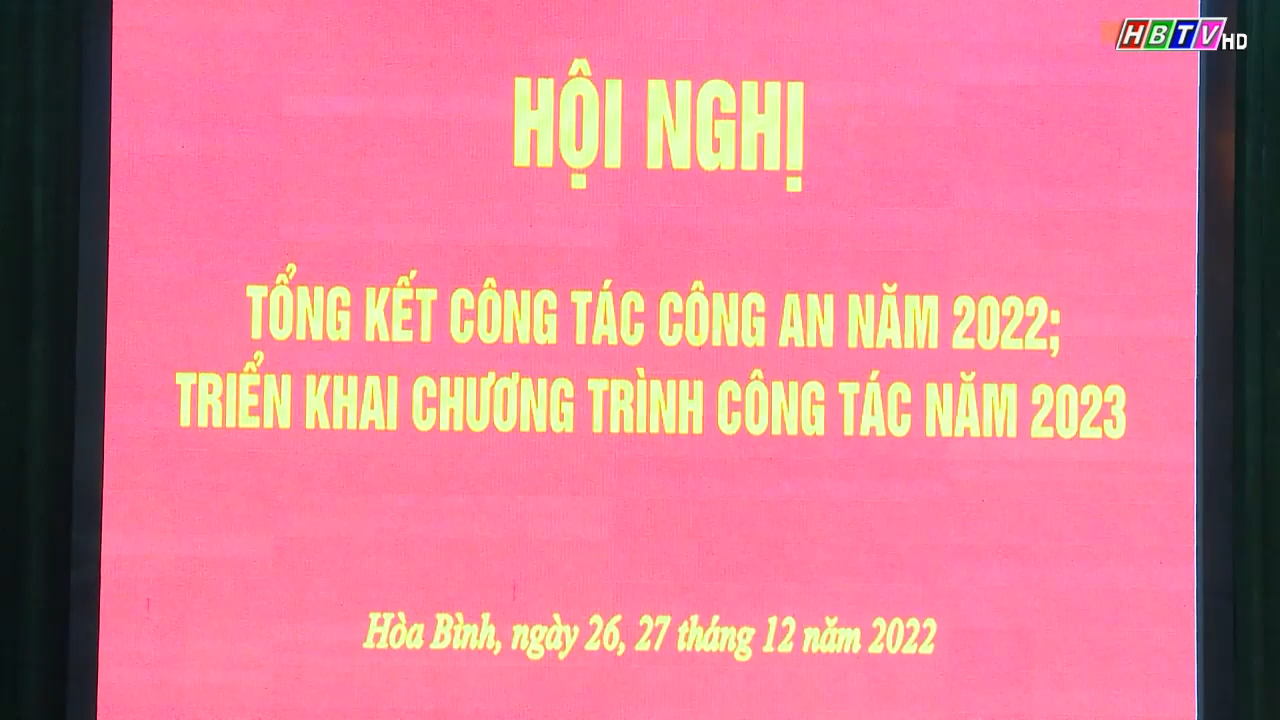 HBTV HD
HỘI NGHỊ
TỔNG KẾT CÔNG TÁC CÔNG AN NĂM 2022;
TRIỂN KHAI CHƯƠNG TRÌNH CÔNG TÁC NĂM 2023
Hòa Bình, ngày 26, 27 tháng 12 năm 2022